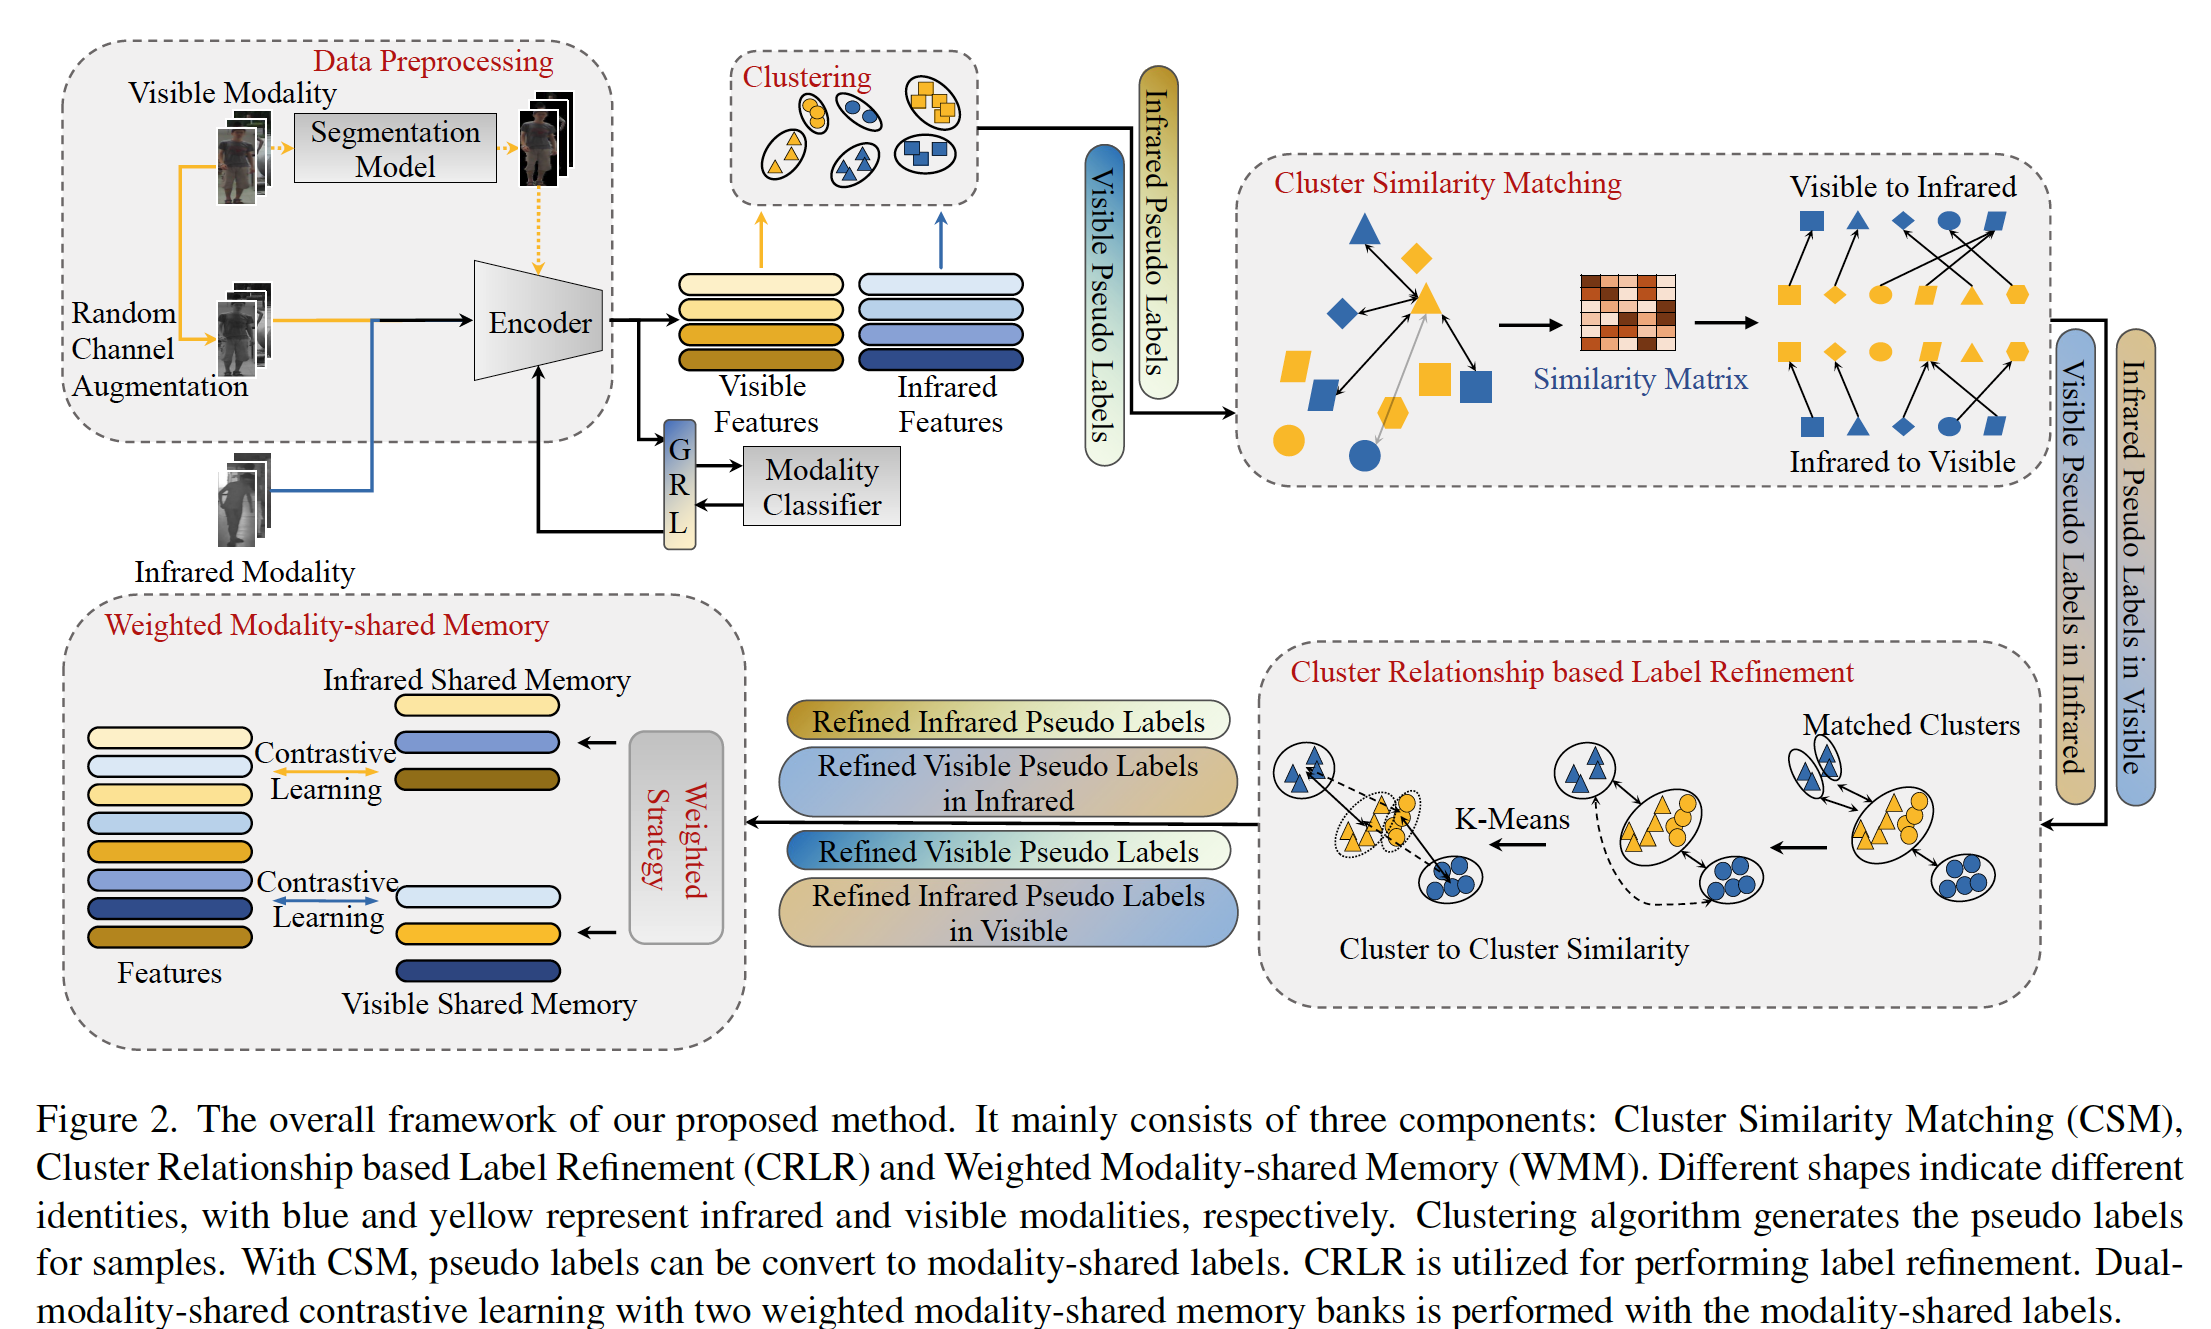 Data Preprocessing
Visible Modality
Segmentation
Model
Random
Channel
Augmentation
Encoder
Infrared Modality
Clustering
Visible
Features
Infrared
Features
G
R
L
Modality
Classifier
Visible Pseudo Labels
Infrared Pseudo Labels
Cluster Similarity Matching
Similarity Matrix
Visible to Infrared
Infrared to Visible
Visible Pseudo Labels in Infrared
Infrared Pseudo Labels in Visible
Cluster Relationship based Label Refinement
Matched Clusters
K-Means
Cluster to Cluster Similarity
Refined Infrared Pseudo Labels
Refined Visible Pseudo Labels
in Infrared
Refined Visible Pseudo Labels
Refined Infrared Pseudo Labels
in Visible
Weighted Modality-shared Memory
Infrared Shared Memory
Contrastive
Learning
Contrastive
Learning
Weighted
Strategy
Features
Visible Shared Memory
Figure 2. The overall framework of our proposed method. It mainly consists of three components: Cluster Similarity Matching (CSM),
Cluster Relationship based Label Refinement (CRLR) and Weighted Modality-shared Memory (WMM). Different shapes indicate different
identities, with blue and yellow represent infrared and visible modalities, respectively. Clustering algorithm generates the pseudo labels
for samples. With CSM, pseudo labels can be convert to modality-shared labels. CRLR is utilized for performing label refinement. Dual-
modality-shared contrastive learning with two weighted modality-shared memory banks is performed with the modality-shared labels.